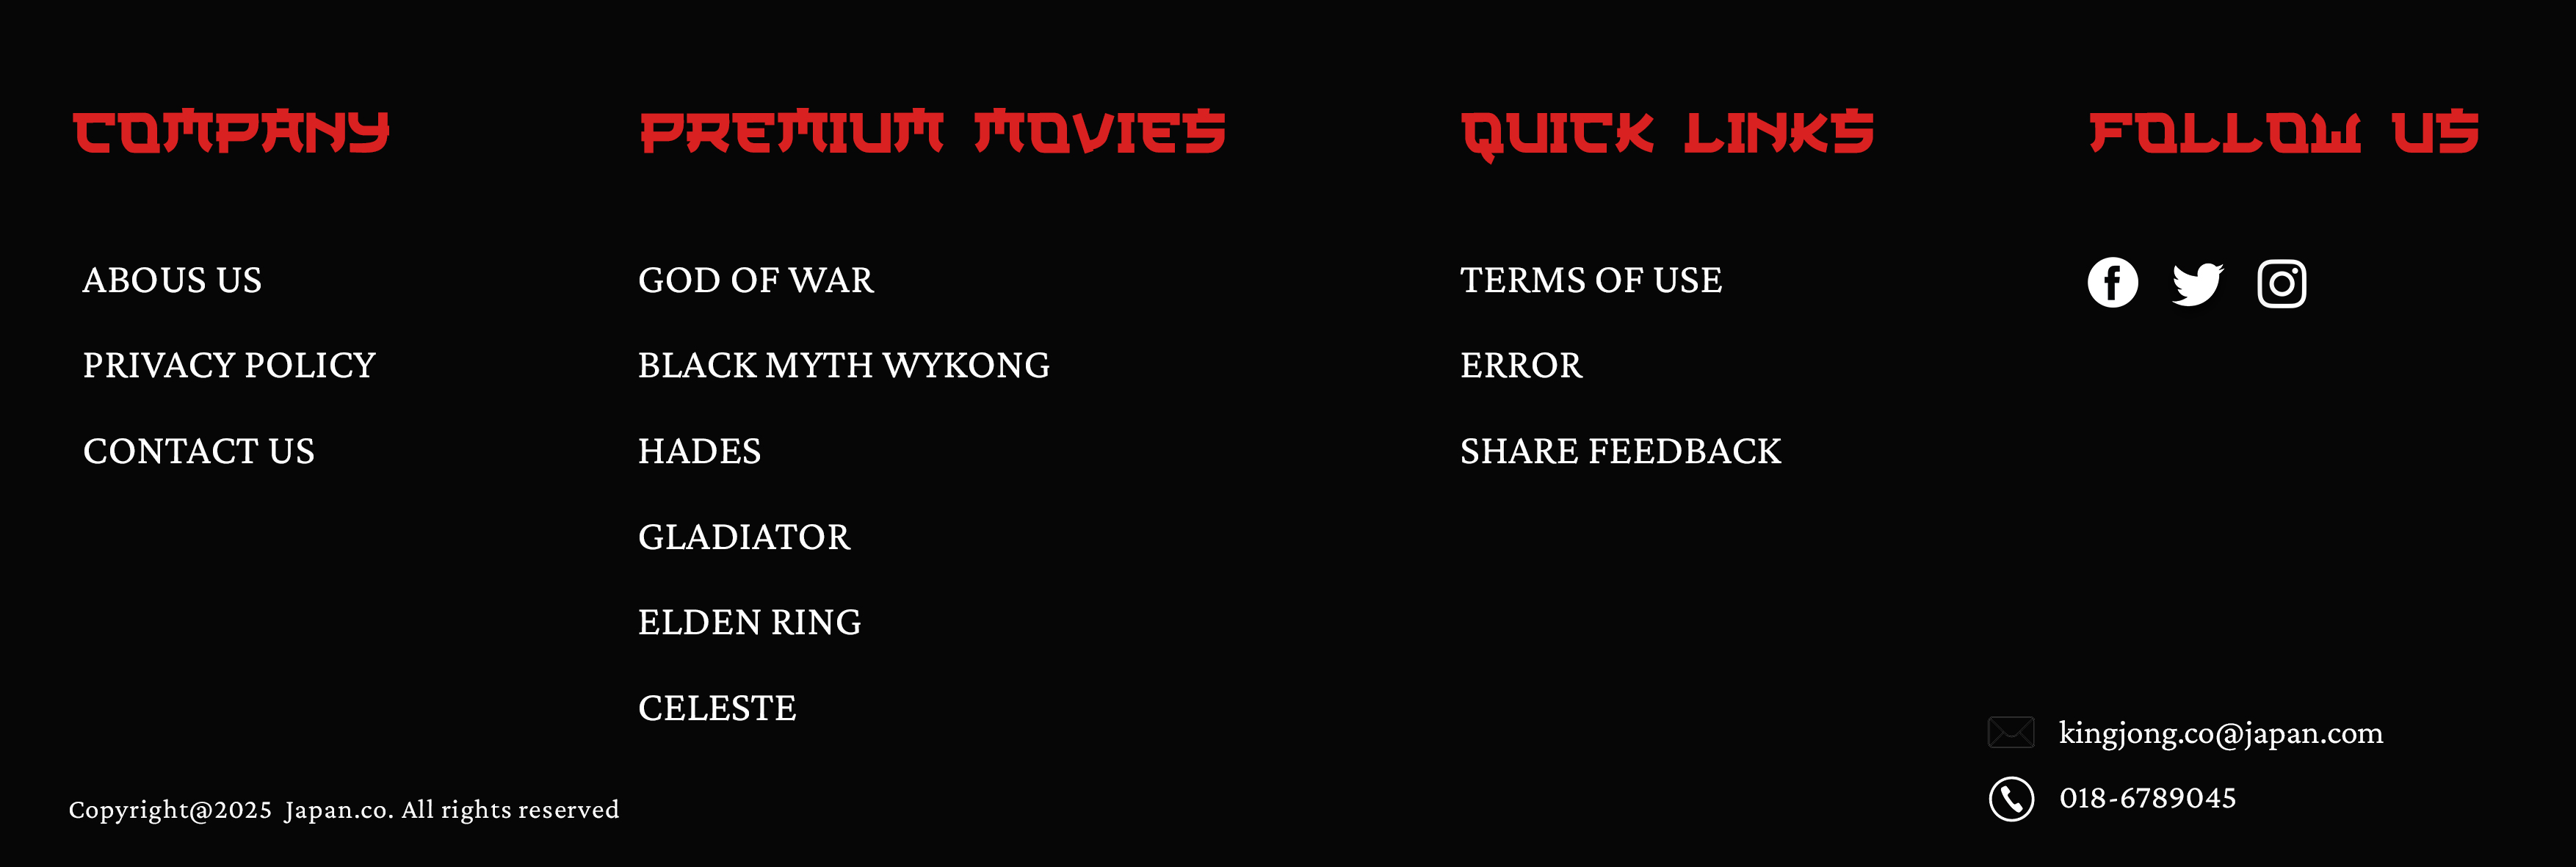 COMPANY
ABOUS US
PRIVACY POLICY
CONTACT US
PREMIUM MOVIES
GOD OF WAR
BLACK MYTH WYKONG
HADES
GLADIATOR
ELDEN RING
CELESTE
QUICK LINKS
TERMS OF USE
ERROR
SHARE FEEDBACK
FOLLOW US
kingjong.co@japan.com
018-6789045
Copyright@2025 Japan.co. All rights reserved